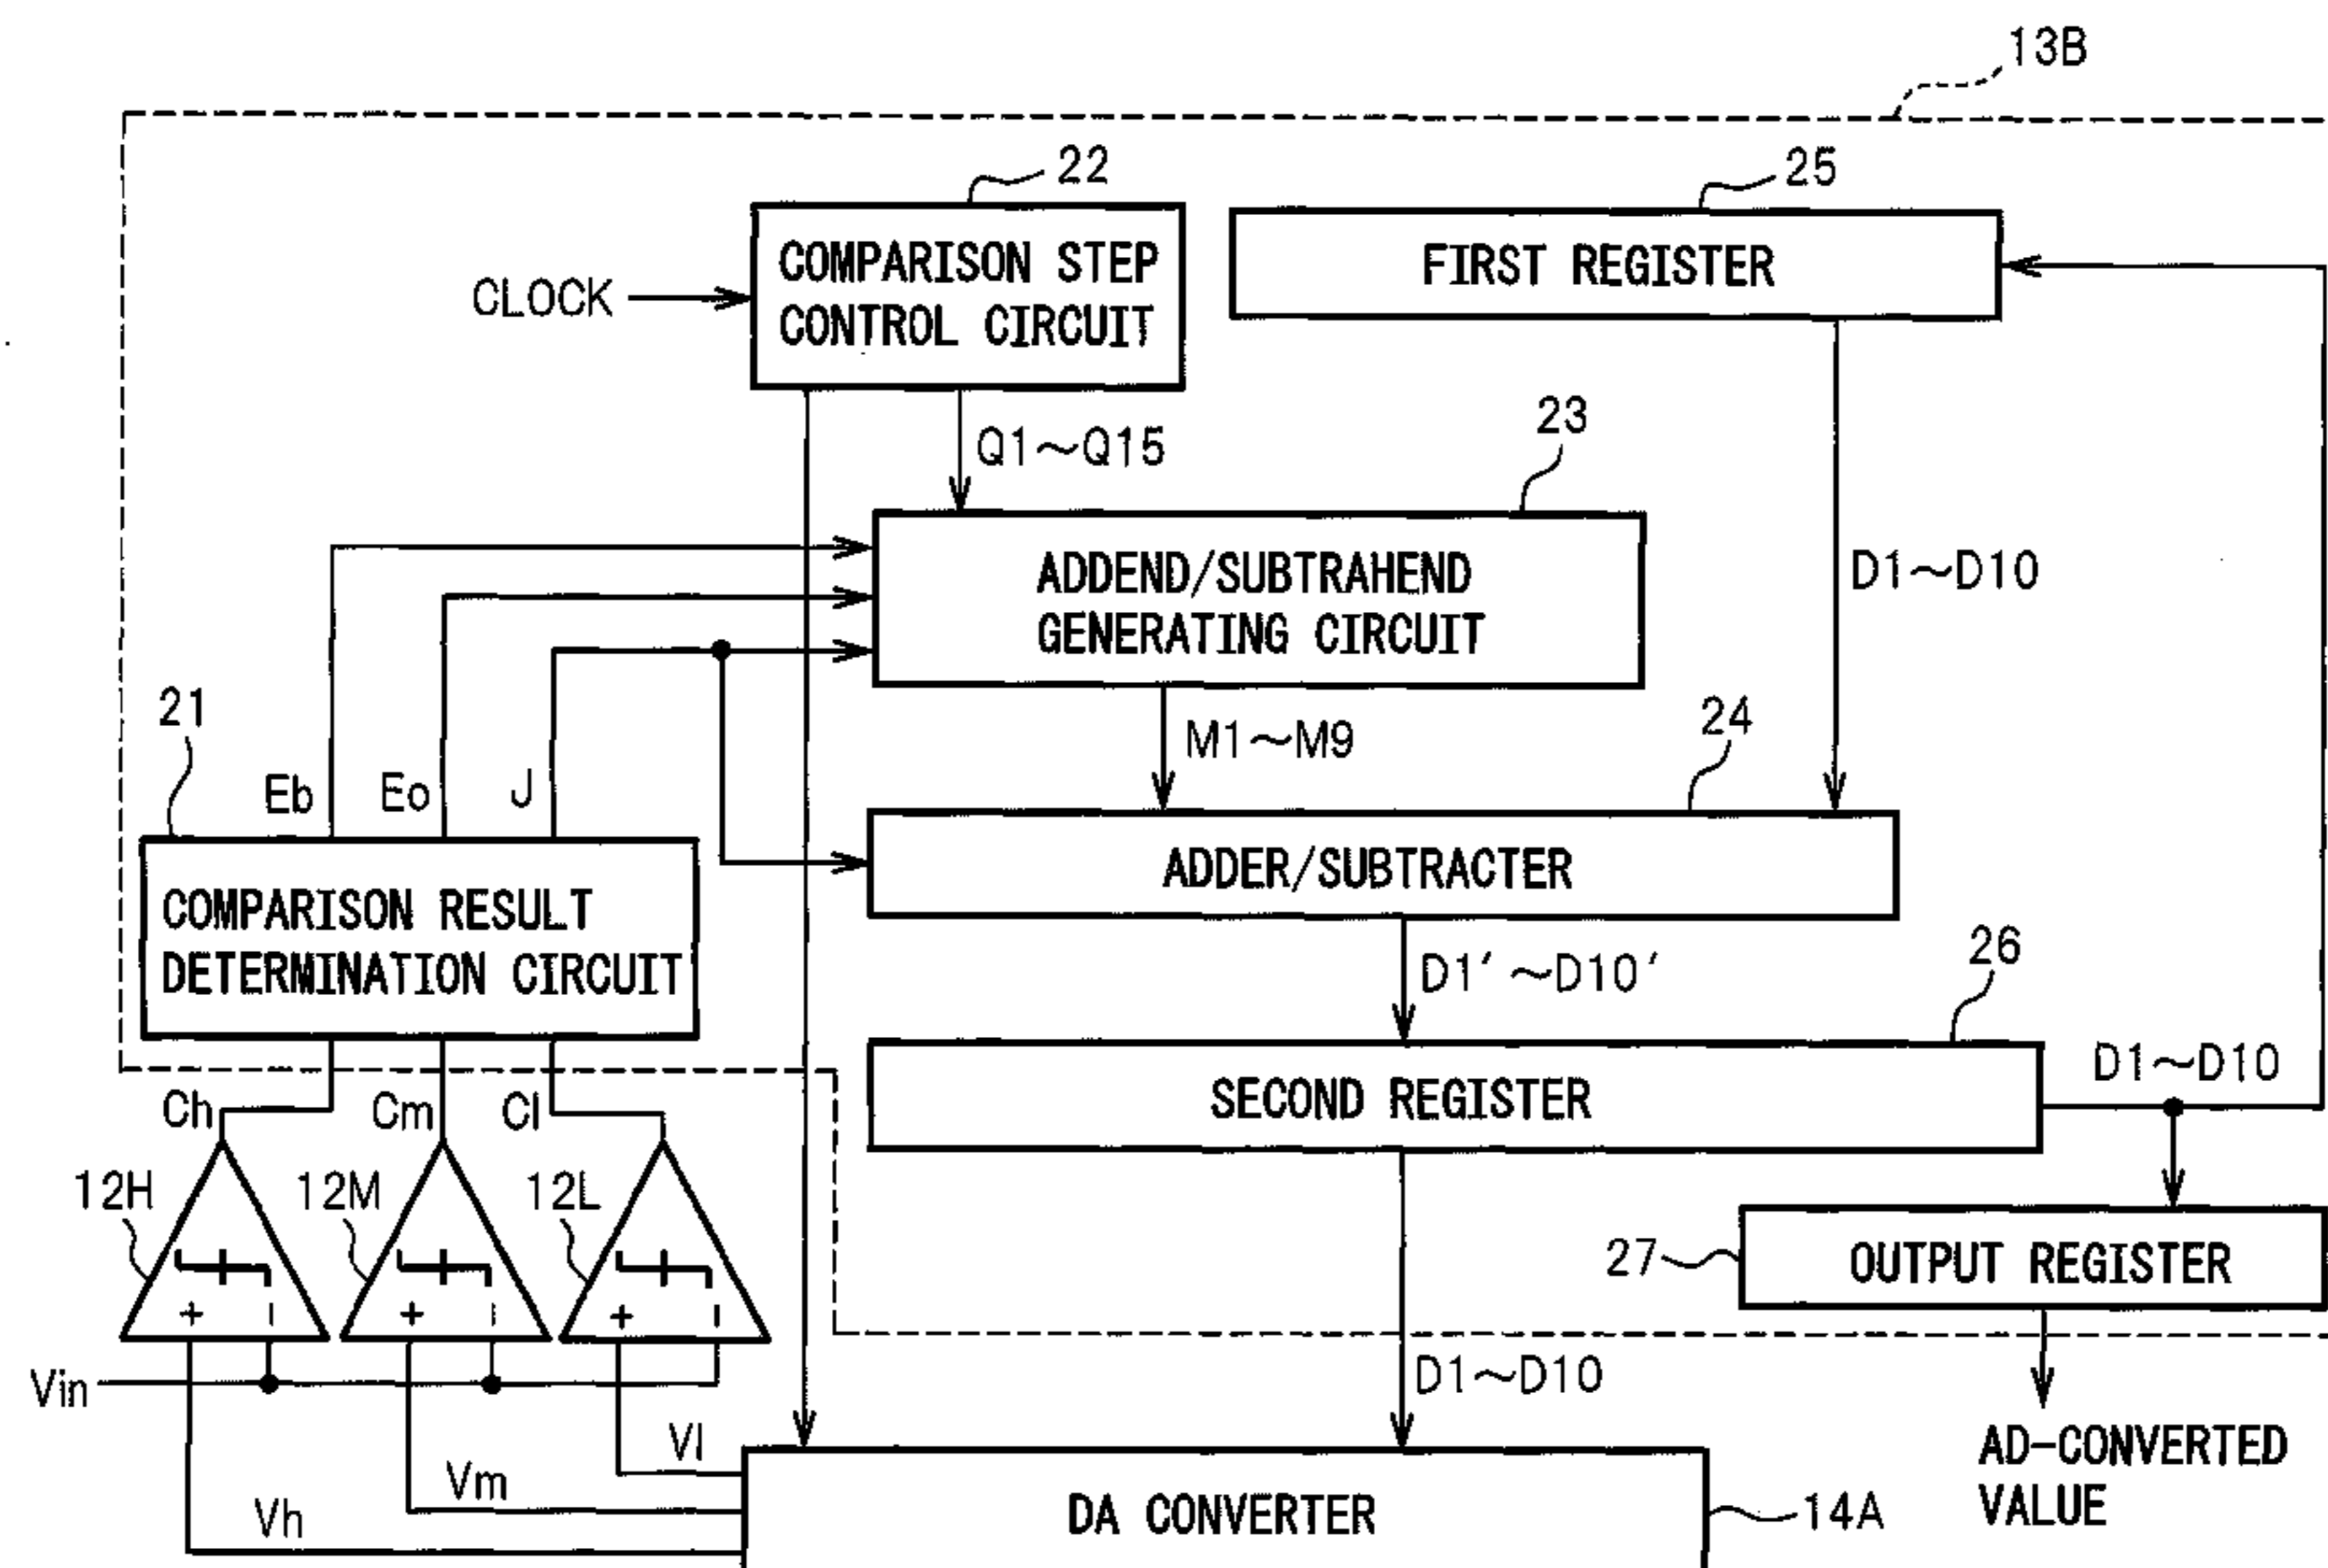 13B
22
25
COMPARISON STEP
CONTROL CIRCUIT
FIRST REGISTER
CLOCK
Q1~Q15
23
ADDEND/SUBTRAHEND
GENERATING CIRCUIT
D1~D10
21
Eb
Eo
J
M1~M9
24
ADDER/SUBTRACTER
COMPARISON RESULT
DETERMINATION CIRCUIT
D1'~D10'
26
SECOND REGISTER
D1~D10
Ch
Cm
Cl
12H
12M
12L
+
−
+
−
+
−
27
OUTPUT REGISTER
Vin
D1~D10
Vl
Vm
Vh
DA CONVERTER
14A
AD-CONVERTED
VALUE